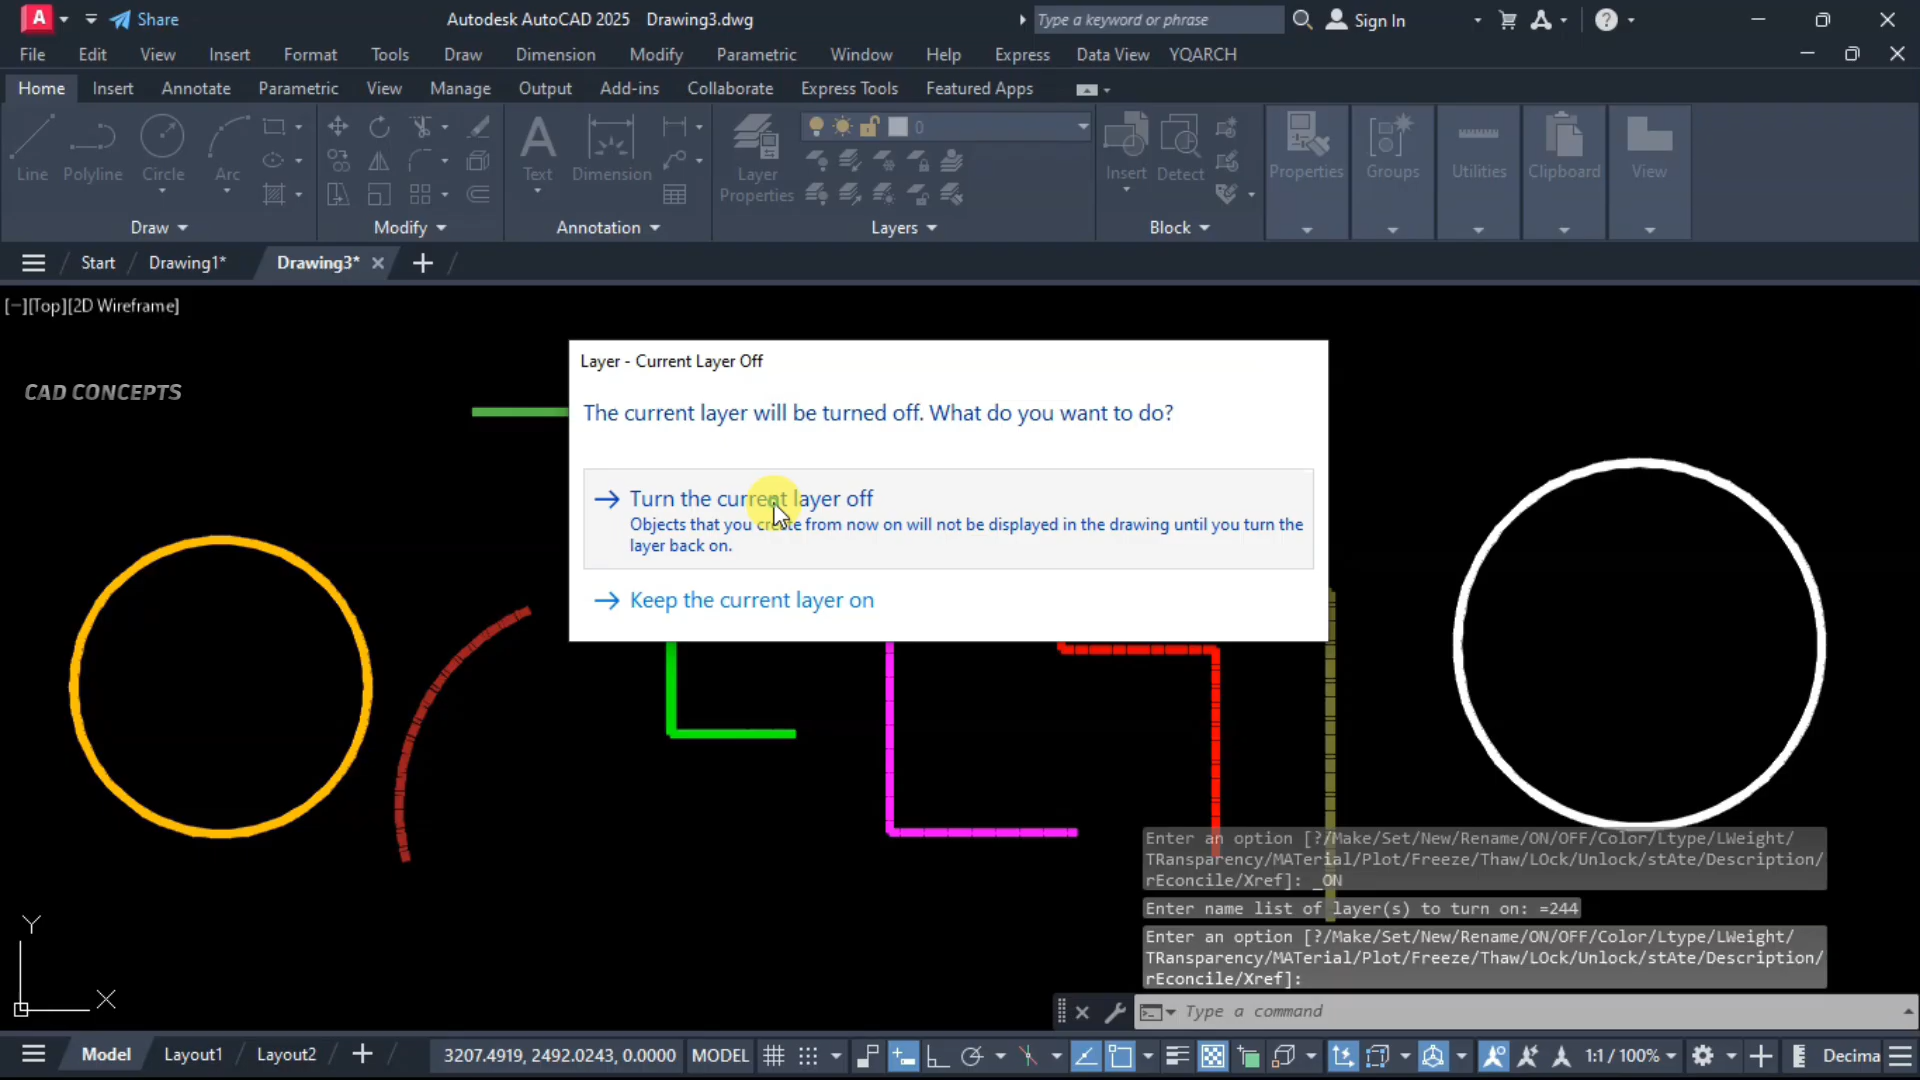 A Share Autodesk AutoCAD 2025 Drawing3.dwg Type a keyword or phrase Sign In
File Edit View Insert Format Tools Draw Dimension Modify Parametric Window Help Express Data View YQARCH
Home Insert Annotate Parametric View Manage Output Add-ins Collaborate Express Tools Featured Apps
0
Line Polyline Circle Arc Text Dimension Layer Properties Insert Detect Properties Groups Utilities Clipboard View
Draw Modify Annotation Layers Block
Start Drawing1* Drawing3*
[−][Top][2D Wireframe]
Layer - Current Layer Off
CAD CONCEPTS
The current layer will be turned off. What do you want to do?
Turn the current layer off
Objects that you create from now on will not be displayed in the drawing until you turn the
layer back on.
Keep the current layer on
Enter an option [?/Make/Set/New/Rename/ON/OFF/Color/Ltype/LWeight/
TRansparency/MATerial/Plot/Freeze/Thaw/LOck/Unlock/stAte/Description/
rEconcile/Xref]: _ON
Enter name list of layer(s) to turn on: =244
Enter an option [?/Make/Set/New/Rename/ON/OFF/Color/Ltype/LWeight/
TRansparency/MATerial/Plot/Freeze/Thaw/LOck/Unlock/stAte/Description/
rEconcile/Xref]:
Y
X
Type a command
Model Layout1 Layout2 3207.4919, 2492.0243, 0.0000 MODEL 1:1 / 100% Decima